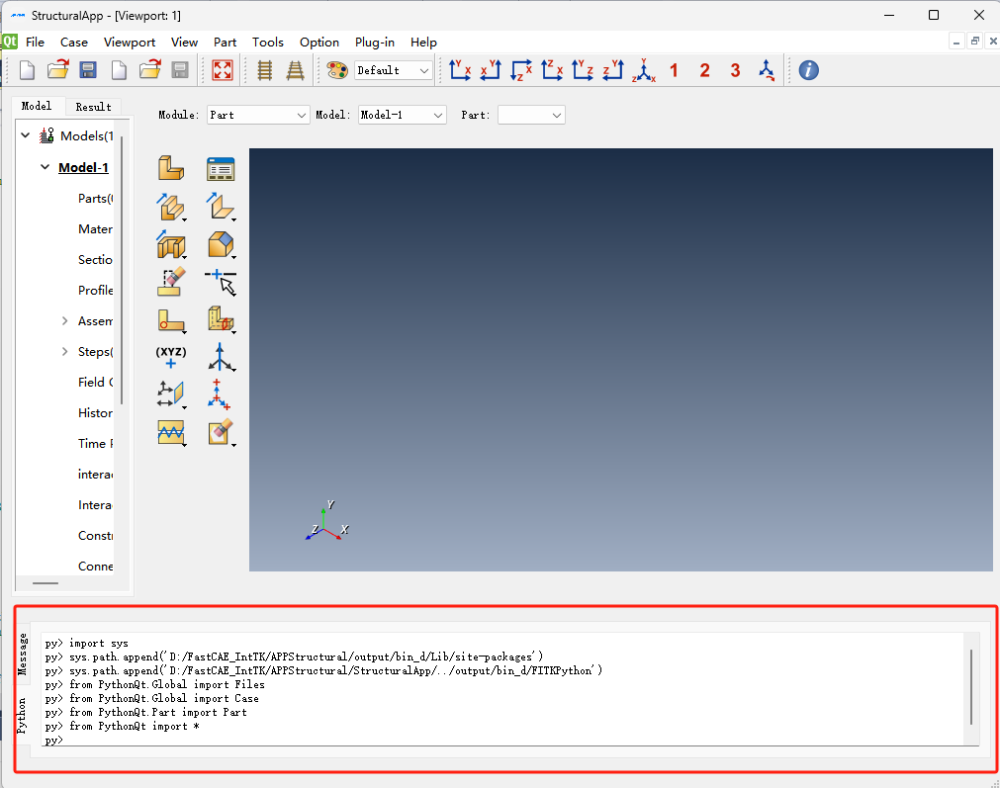 StructuralApp - [Viewport: 1]
Qt File Case Viewport View Part Tools Option Plug-in Help
Default Y X X Y Z X Z X Y Z Z Y Y Z X 1 2 3 i
Model Result
Module: Part Model: Model-1 Part:
Models(1
Model-1
Parts(
Mater
Sectio
Profile
Assem
Steps(
Field
Histor
Time
interac
Intera
Constr
Conne
(XYZ)
Y
Z X
Message
Python
py> import sys
py> sys.path.append('D:/FastCAE_IntTK/APPStructural/output/bin_d/Lib/site-packages')
py> sys.path.append('D:/FastCAE_IntTK/APPStructural/StructuralApp/../output/bin_d/FITKPython')
py> from PythonQt.Global import Files
py> from PythonQt.Global import Case
py> from PythonQt.Part import Part
py> from PythonQt import *
py>